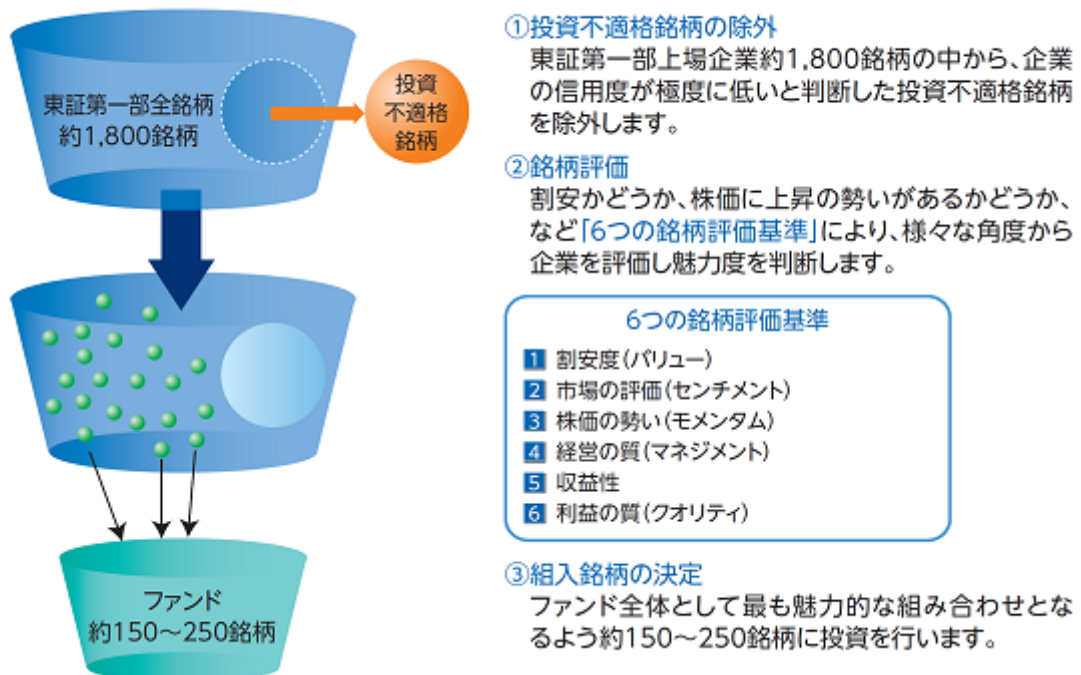 東証第一部全銘柄
約1,800銘柄
投資
不適格
銘柄
ファンド
約150～250銘柄
①投資不適格銘柄の除外
東証第一部上場企業約1,800銘柄の中から、企業
の信用度が極度に低いと判断した投資不適格銘柄
を除外します。
②銘柄評価
割安かどうか、株価に上昇の勢いがあるかどうか、
など「6つの銘柄評価基準」により、様々な角度から
企業を評価し魅力度を判断します。
6つの銘柄評価基準
1 割安度(バリュー)
2 市場の評価(センチメント)
3 株価の勢い(モメンタム)
4 経営の質(マネジメント)
5 収益性
6 利益の質(クオリティ)
③組入銘柄の決定
ファンド全体として最も魅力的な組み合わせとな
るよう約150～250銘柄に投資を行います。